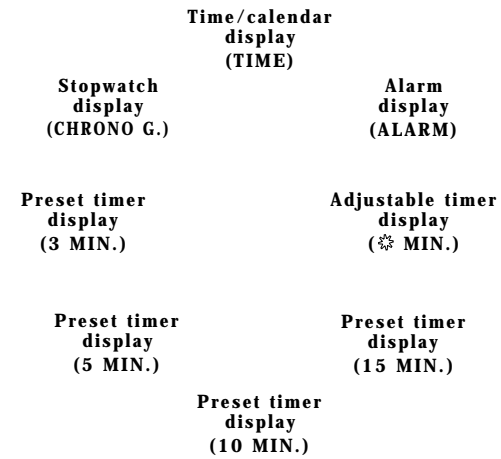 Time/calendar
display
(TIME)
Stopwatch
display
(CHRONO G.)
Alarm
display
(ALARM)
Preset timer
display
(3 MIN.)
Adjustable timer
display
(☼ MIN.)
Preset timer
display
(5 MIN.)
Preset timer
display
(15 MIN.)
Preset timer
display
(10 MIN.)